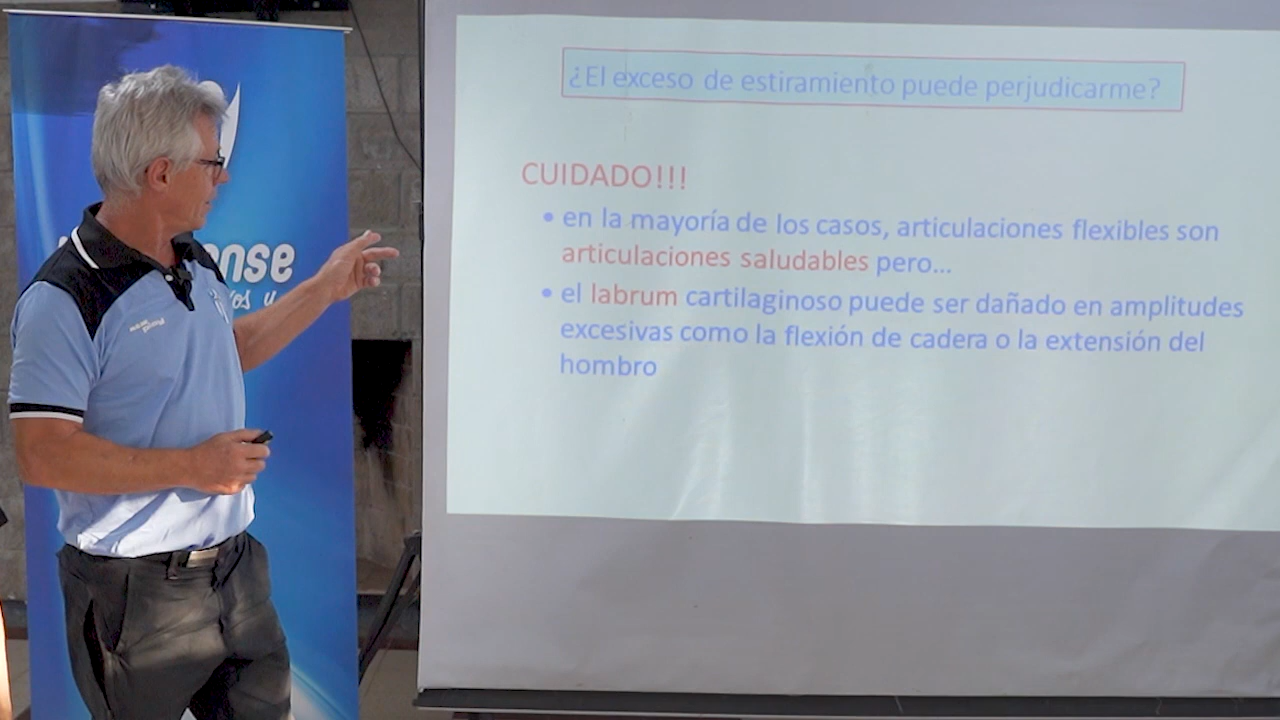 ¿El exceso de estiramiento puede perjudicarme?
CUIDADO!!!
• en la mayoría de los casos, articulaciones flexibles son
articulaciones saludables pero...
• el labrum cartilaginoso puede ser dañado en amplitudes
excesivas como la flexión de cadera o la extensión del
hombro